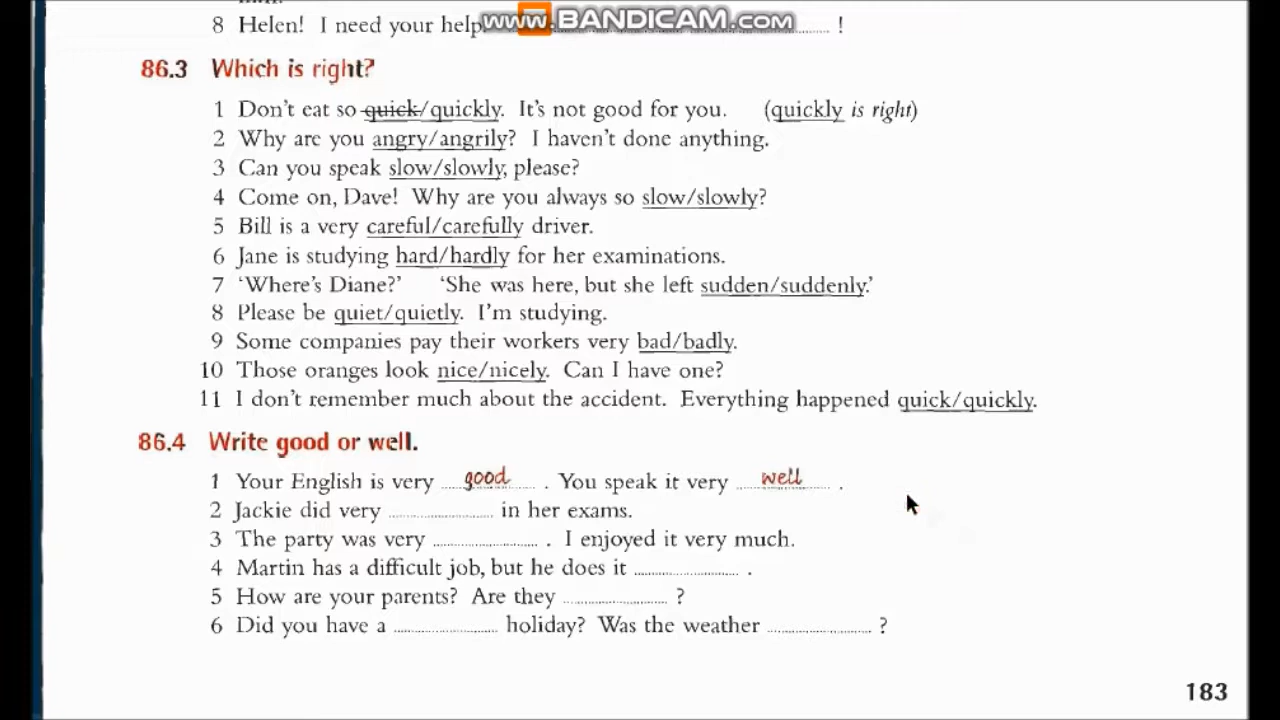 8 Helen! I need your help. .......... !
www.BANDICAM.com
86.3 Which is right?
1 Don't eat so quick/quickly. It's not good for you. (quickly is right)
2 Why are you angry/angrily? I haven't done anything.
3 Can you speak slow/slowly, please?
4 Come on, Dave! Why are you always so slow/slowly?
5 Bill is a very careful/carefully driver.
6 Jane is studying hard/hardly for her examinations.
7 'Where's Diane?' 'She was here, but she left sudden/suddenly.'
8 Please be quiet/quietly. I'm studying.
9 Some companies pay their workers very bad/badly.
10 Those oranges look nice/nicely. Can I have one?
11 I don't remember much about the accident. Everything happened quick/quickly.
86.4 Write good or well.
1 Your English is very good . You speak it very well .
2 Jackie did very .......... in her exams.
3 The party was very .......... . I enjoyed it very much.
4 Martin has a difficult job, but he does it .......... .
5 How are your parents? Are they .......... ?
6 Did you have a .......... holiday? Was the weather .......... ?
183